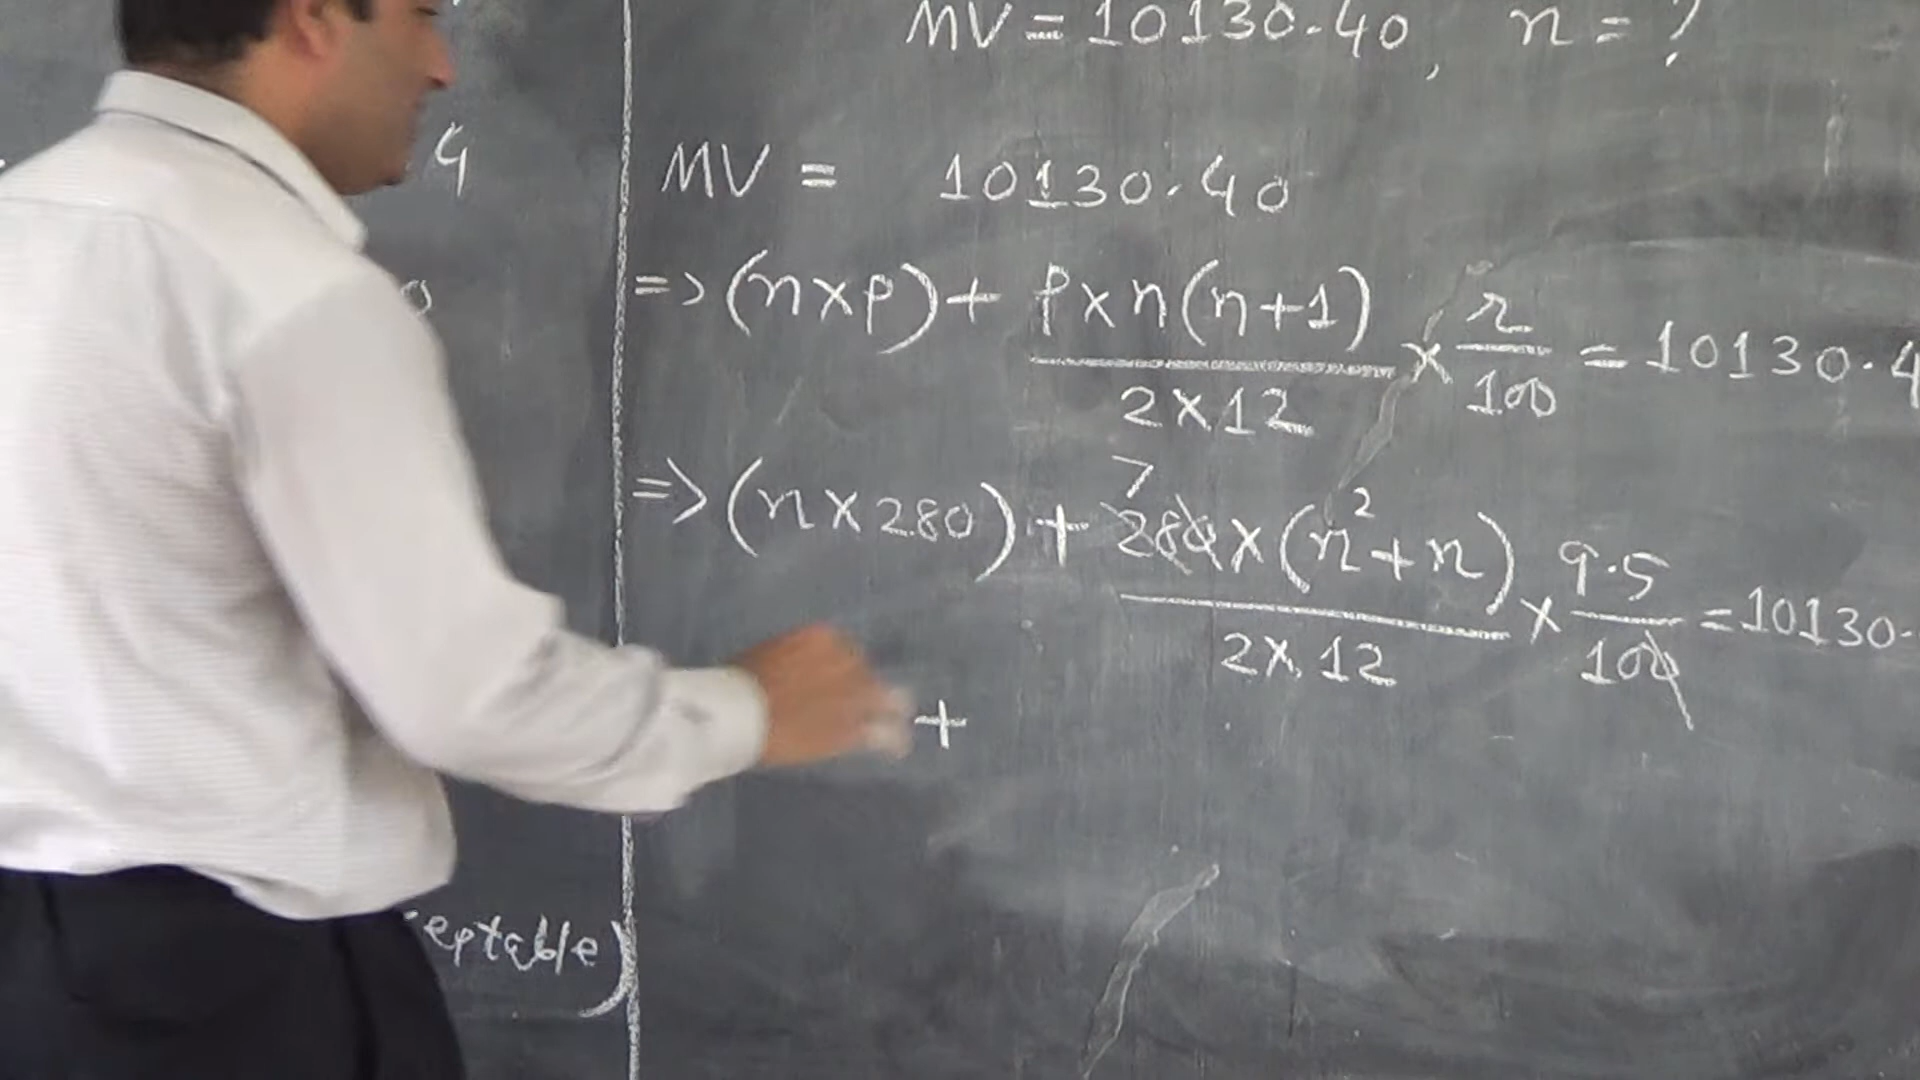 MV = 10130.40, n = ?
.4
MV = 10130.40
0
=> (n×P) + P×n(n+1) / 2×12 × r/100 = 10130.4
7
=> (n×280) + 280×(n²+n) / 2×12 × 9.5/100 = 10130.
+
eptable)